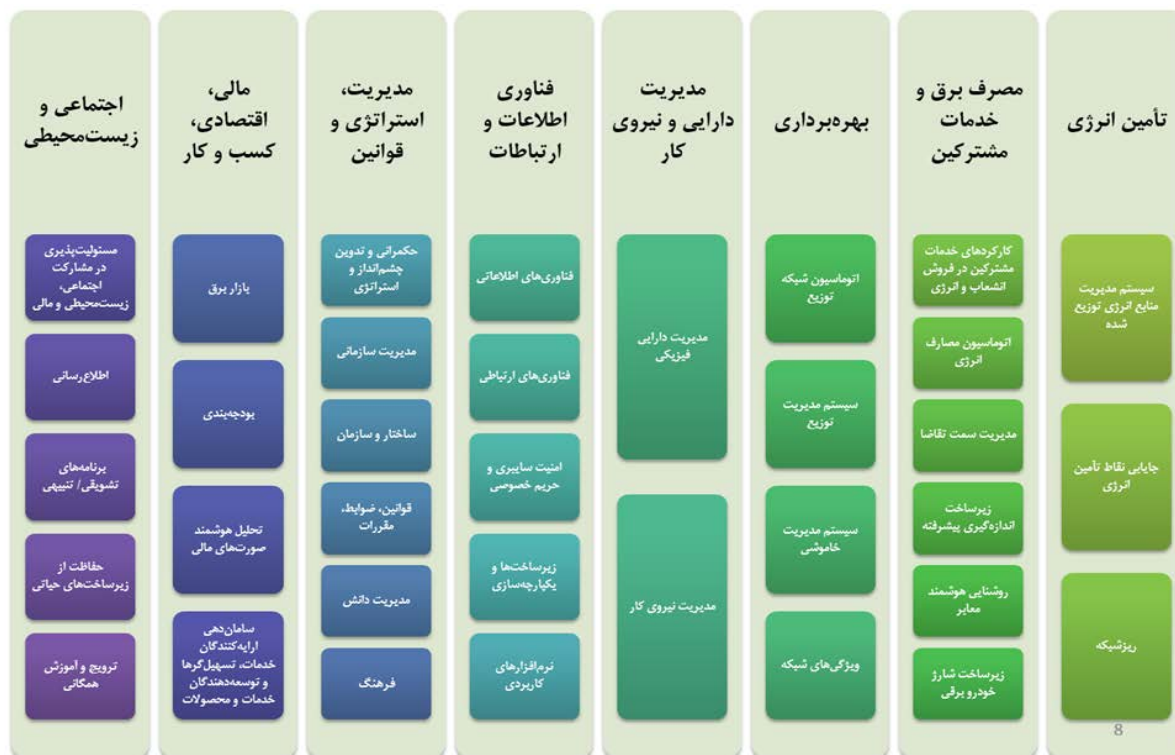 تأمین انرژی
سیستم مدیریت
منابع انرژی توزیع
شده
جایابی نقاط تأمین
انرژی
ریزشبکه
مصرف برق و
خدمات
مشترکین
کارکردهای خدمات
مشترکین در فروش
انشعاب و انرژی
اتوماسیون مصارف
انرژی
مدیریت سمت تقاضا
زیرساخت
اندازه‌گیری پیشرفته
روشنایی هوشمند
معابر
زیرساخت شارژ
خودرو برقی
بهره‌برداری
اتوماسیون شبکه
توزیع
سیستم مدیریت
توزیع
سیستم مدیریت
خاموشی
ویژگی‌های شبکه
مدیریت
دارایی و نیروی
کار
مدیریت دارایی
فیزیکی
مدیریت نیروی کار
فناوری
اطلاعات و
ارتباطات
فناوری‌های اطلاعاتی
فناوری‌های ارتباطی
امنیت سایبری و
حریم خصوصی
زیرساخت‌ها و
یکپارچه‌سازی
نرم‌افزارهای
کاربردی
مدیریت،
استراتژی و
قوانین
حکمرانی و تدوین
چشم‌انداز و
استراتژی
مدیریت سازمانی
ساختار و سازمان
قوانین، ضوابط،
مقررات
مدیریت دانش
فرهنگ
مالی،
اقتصادی،
کسب و کار
بازار برق
بودجه‌بندی
تحلیل هوشمند
صورت‌های مالی
سامان‌دهی
ارایه‌کنندگان
خدمات، تسهیل‌گرها
و توسعه‌دهندگان
خدمات و محصولات
اجتماعی و
زیست‌محیطی
مسئولیت‌پذیری
در مشارکت
اجتماعی،
زیست‌محیطی و مالی
اطلاع‌رسانی
برنامه‌های
تشویقی/ تنبیهی
حفاظت از
زیرساخت‌های حیاتی
ترویج و آموزش
همگانی
8